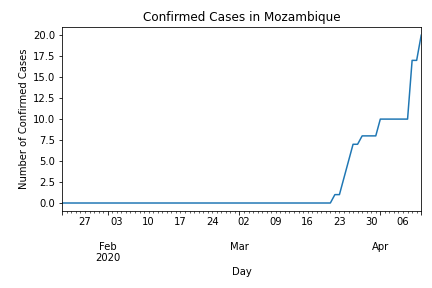 Confirmed Cases in Mozambique
Number of Confirmed Cases
20.0
17.5
15.0
12.5
10.0
7.5
5.0
2.5
0.0
27 03 10 17 24 02 09 16 23 30 06
Feb Mar Apr
2020
Day